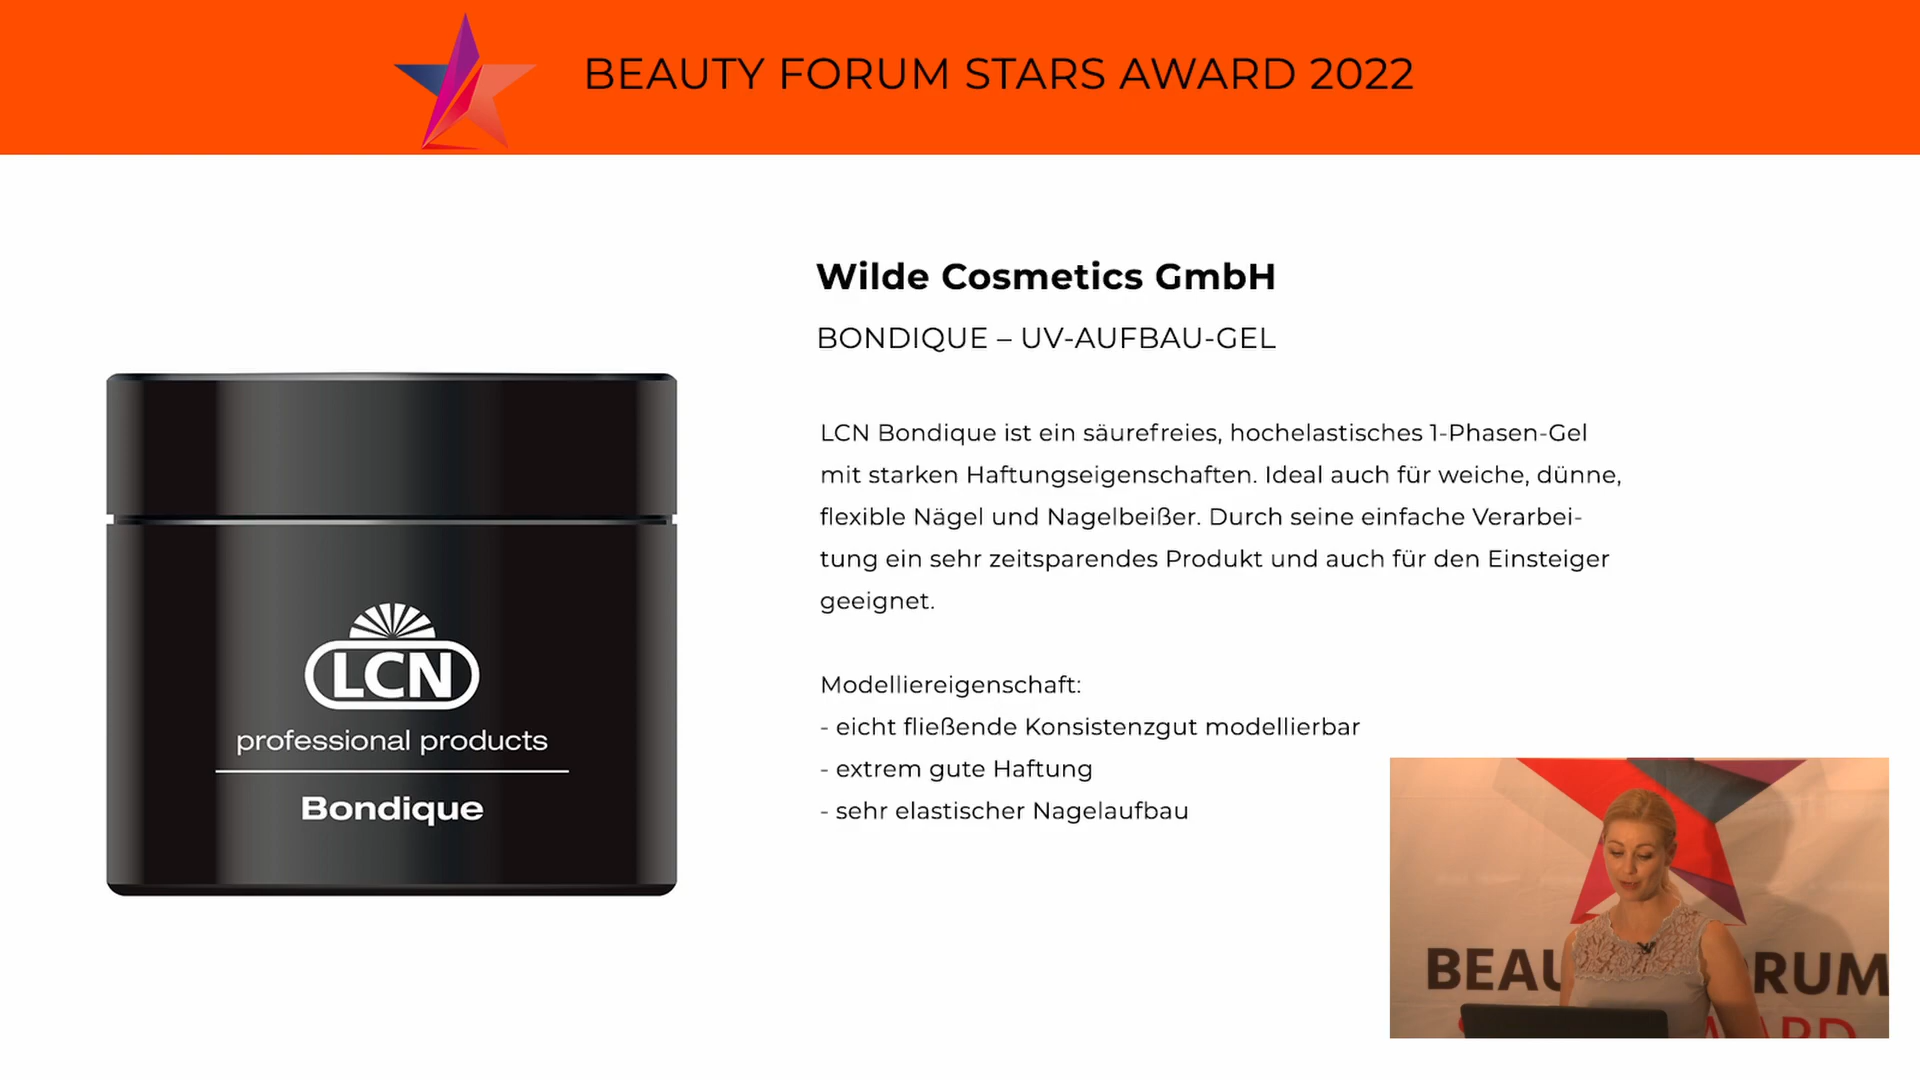 BEAUTY FORUM STARS AWARD 2022
Wilde Cosmetics GmbH
BONDIQUE – UV-AUFBAU-GEL
LCN Bondique ist ein säurefreies, hochelastisches 1-Phasen-Gel
mit starken Haftungseigenschaften. Ideal auch für weiche, dünne,
flexible Nägel und Nagelbeißer. Durch seine einfache Verarbei-
tung ein sehr zeitsparendes Produkt und auch für den Einsteiger
geeignet.
Modelliereigenschaft:
- eicht fließende Konsistenzgut modellierbar
- extrem gute Haftung
- sehr elastischer Nagelaufbau
LCN
professional products
Bondique